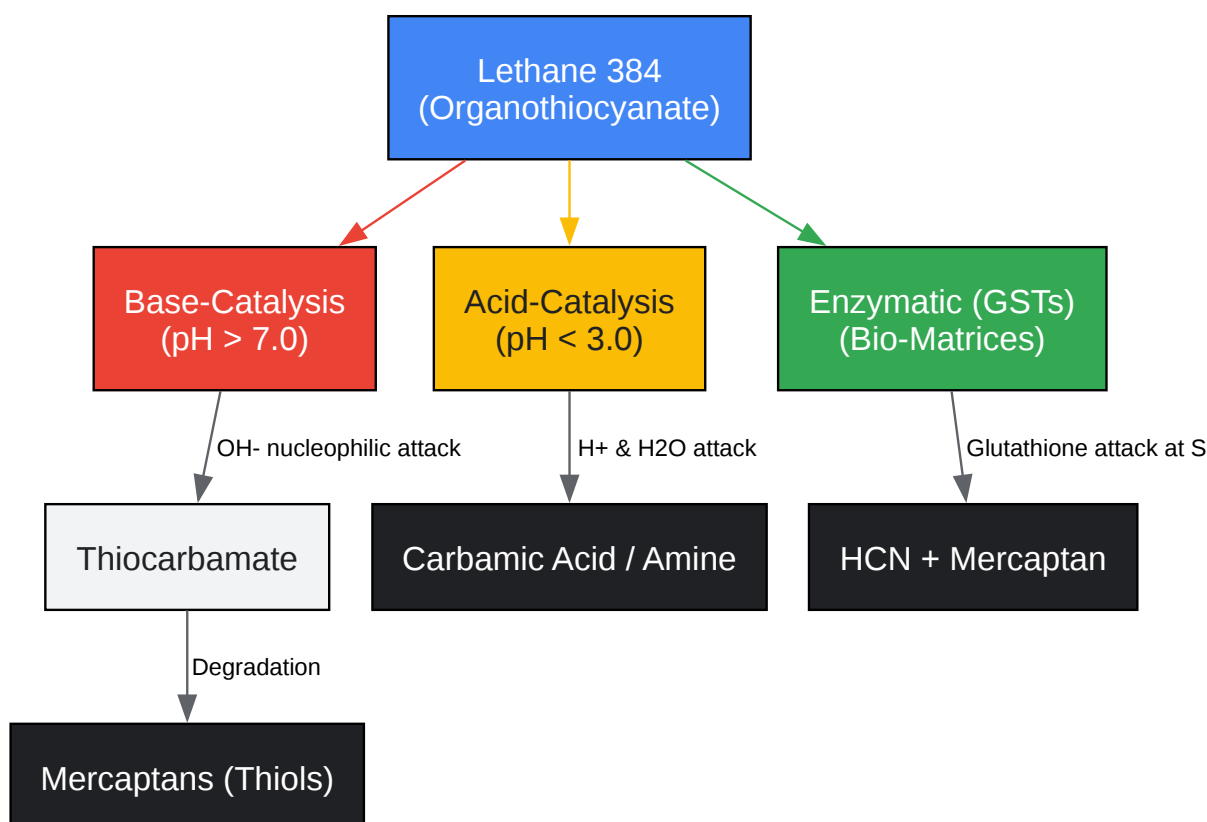 Lethane 384
(Organothiocyanate)
Base-Catalysis
(pH > 7.0)
Acid-Catalysis
(pH < 3.0)
Enzymatic (GSTs)
(Bio-Matrices)
OH- nucleophilic attack
H+ & H2O attack
Glutathione attack at S
Thiocarbamate
Carbamic Acid / Amine
HCN + Mercaptan
Degradation
Mercaptans (Thiols)